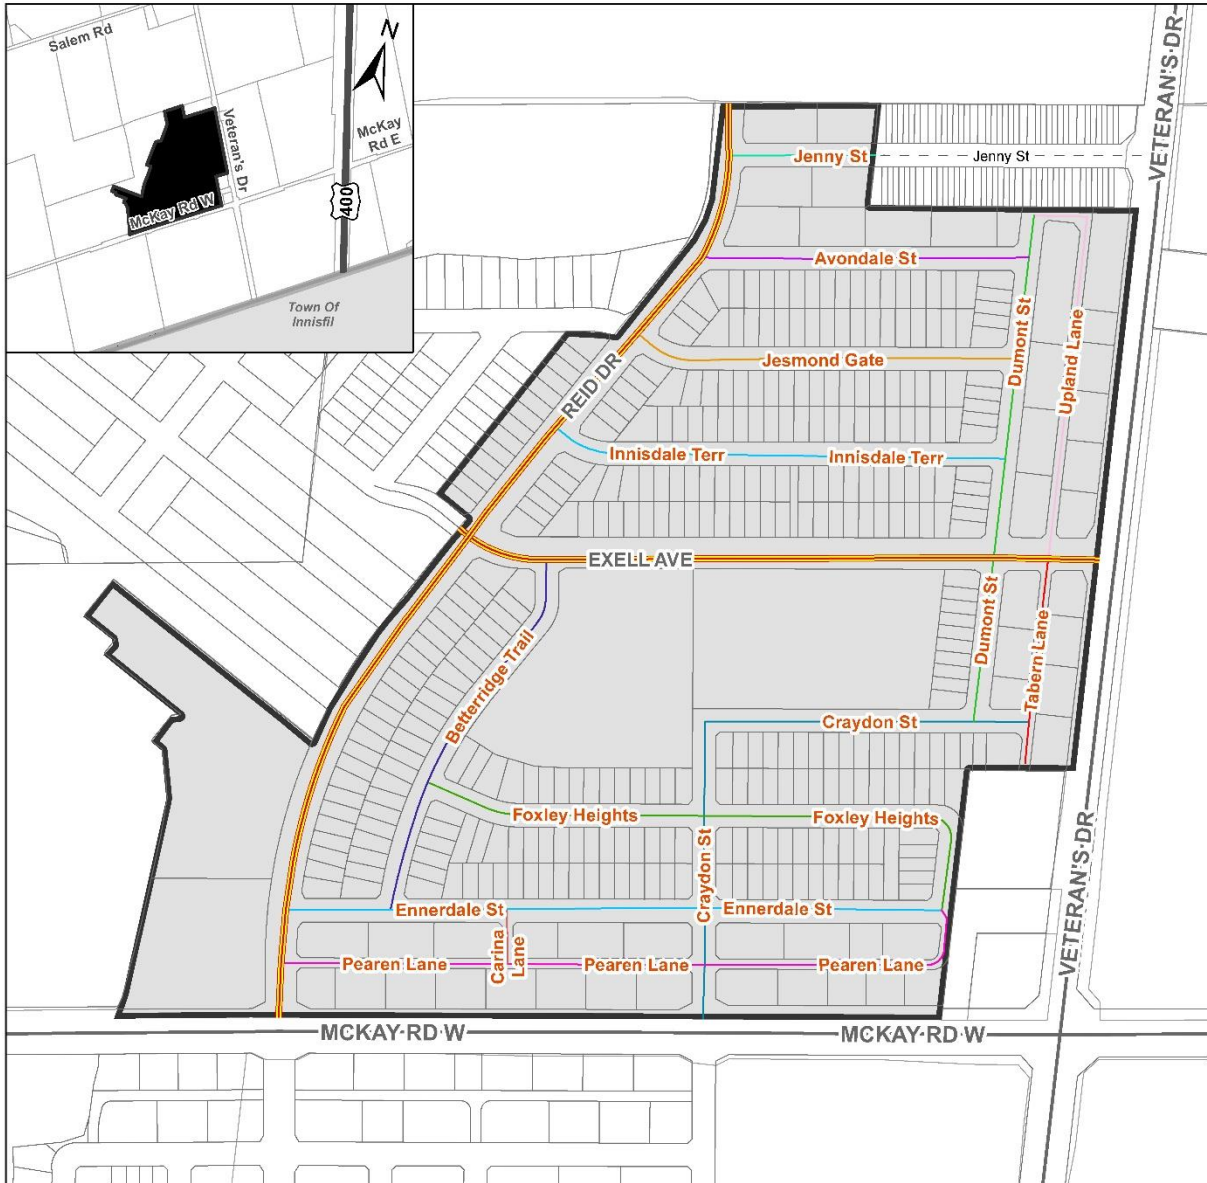 Salem Rd
N
McKay
Rd E
Veteran's Dr
McKay Rd W
400
Town Of
Innisfil
VETERAN'S DR
Jenny St
Jenny St
Avondale St
Dumont St
Upland Lane
Jesmond Gate
REID DR
Innisdale Terr
Innisdale Terr
EXELL AVE
Dumont St
Tabern Lane
Betterridge Trail
Craydon St
Foxley Heights
Foxley Heights
Craydon St
VETERAN'S DR
Ennerdale St
Ennerdale St
Carina
Lane
Pearen Lane
Pearen Lane
Pearen Lane
MCKAY RD W
MCKAY RD W